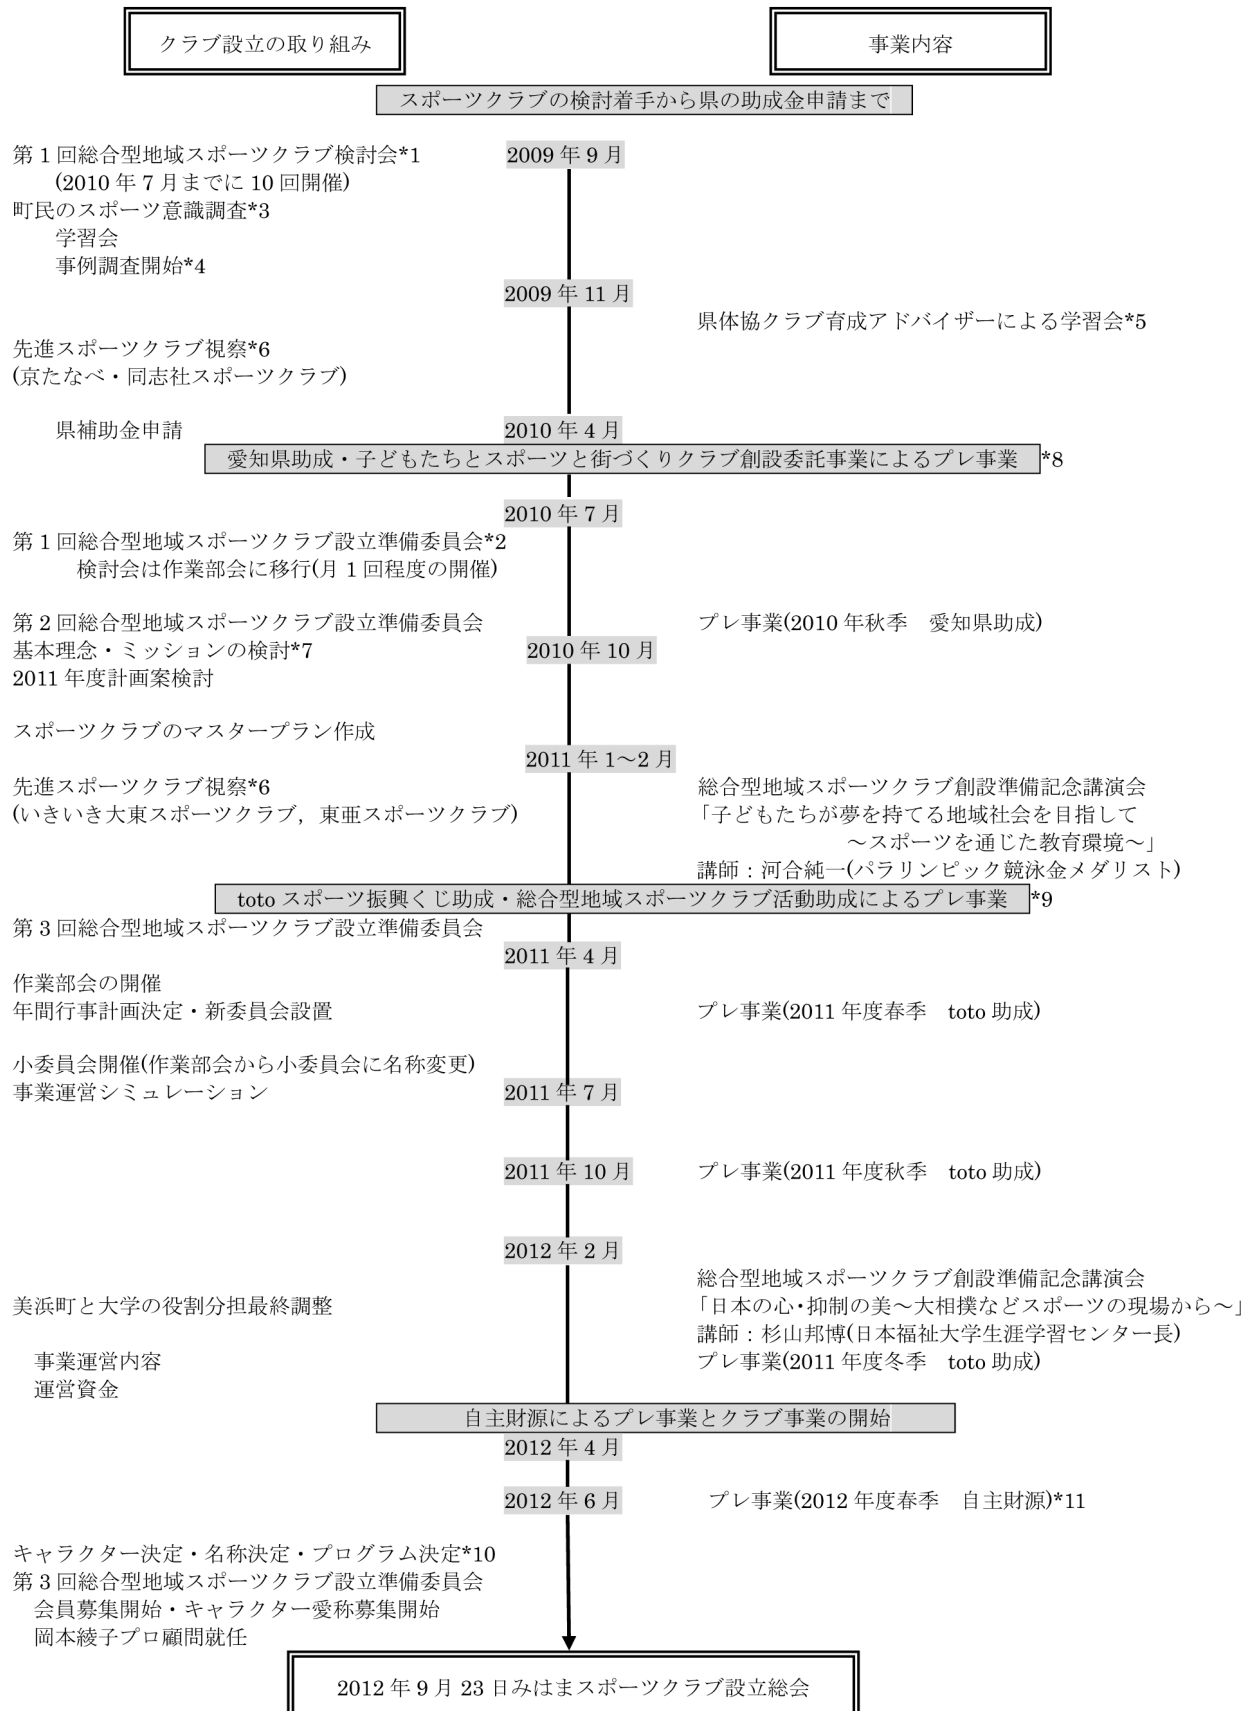 クラブ設立の取り組み
事業内容
スポーツクラブの検討着手から県の助成金申請まで
第1回総合型地域スポーツクラブ検討会*1
2009年9月
(2010年7月までに10回開催)
町民のスポーツ意識調査*3
学習会
事例調査開始*4
2009年11月
県体協クラブ育成アドバイザーによる学習会*5
先進スポーツクラブ視察*6
(京たなべ・同志社スポーツクラブ)
県補助金申請
2010年4月
愛知県助成・子どもたちとスポーツと街づくりクラブ創設委託事業によるプレ事業 *8
2010年7月
第1回総合型地域スポーツクラブ設立準備委員会*2
検討会は作業部会に移行(月1回程度の開催)
第2回総合型地域スポーツクラブ設立準備委員会
プレ事業(2010年秋季　愛知県助成)
基本理念・ミッションの検討*7
2010年10月
2011年度計画案検討
スポーツクラブのマスタープラン作成
2011年1〜2月
先進スポーツクラブ視察*6
総合型地域スポーツクラブ創設準備記念講演会
(いきいき大東スポーツクラブ，東亜スポーツクラブ)
「子どもたちが夢を持てる地域社会を目指して
〜スポーツを通じた教育環境〜」
講師：河合純一(パラリンピック競泳金メダリスト)
totoスポーツ振興くじ助成・総合型地域スポーツクラブ活動助成によるプレ事業 *9
第3回総合型地域スポーツクラブ設立準備委員会
2011年4月
作業部会の開催
年間行事計画決定・新委員会設置
プレ事業(2011年度春季　toto助成)
小委員会開催(作業部会から小委員会に名称変更)
事業運営シミュレーション
2011年7月
2011年10月
プレ事業(2011年度秋季　toto助成)
2012年2月
総合型地域スポーツクラブ創設準備記念講演会
美浜町と大学の役割分担最終調整
「日本の心・抑制の美〜大相撲などスポーツの現場から〜」
講師：杉山邦博(日本福祉大学生涯学習センター長)
事業運営内容
プレ事業(2011年度冬季　toto助成)
運営資金
自主財源によるプレ事業とクラブ事業の開始
2012年4月
2012年6月
プレ事業(2012年度春季　自主財源)*11
キャラクター決定・名称決定・プログラム決定*10
第3回総合型地域スポーツクラブ設立準備委員会
会員募集開始・キャラクター愛称募集開始
岡本綾子プロ顧問就任
2012年9月23日みはまスポーツクラブ設立総会